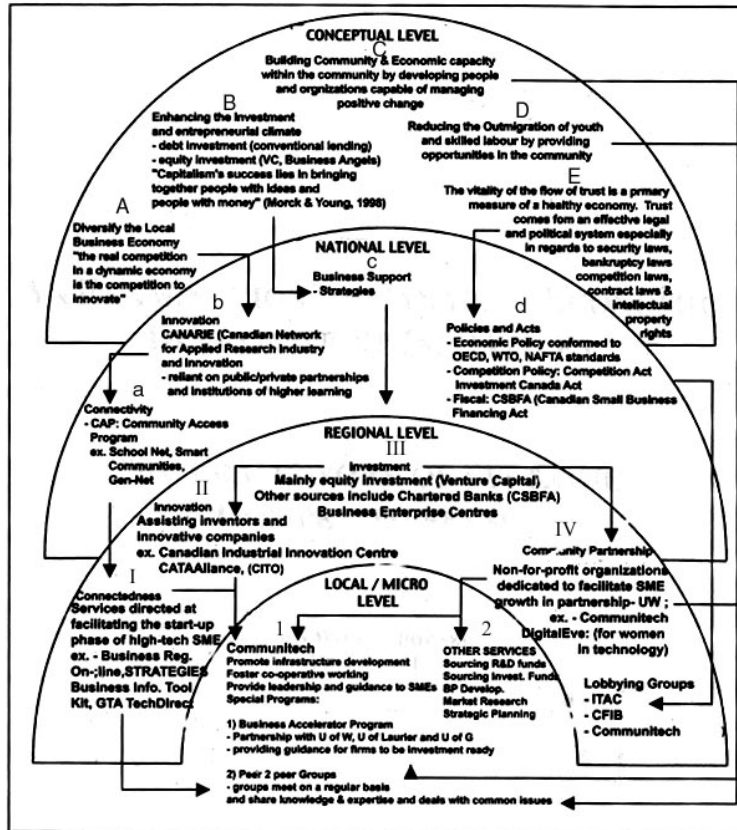 CONCEPTUAL LEVEL
C
Building Community & Economic capacity
within the community by developing people
and orgnizations capable of managing
positive change
B
Enhancing the Investment
and entrepreneurial climate
- debt investment (conventional lending)
- equity investment (VC, Business Angels)
"Capitalism's success lies in bringing
together people with ideas and
people with money" (Morck & Young, 1998)
D
Reducing the Outmigration of youth
and skilled labour by providing
opportunities in the community
E
The vitality of the flow of trust is a prmary
measure of a healthy economy. Trust
comes fom an effective legal
and political system especially
in regards to security laws,
bankruptcy laws
competition laws,
contract laws &
intellectual
property
rights
A
Diversify the Local
Business Economy
"the real competition
in a dynamic economy
is the competition to
innovate"
NATIONAL LEVEL
c
Business Support
- Strategies
b
Innovation
CANARIE (Canadian Network
for Applied Research Industry
and Innovation
- reliant on public/private partnerships
and institutions of higher learning
d
Policies and Acts
- Economic Policy conformed to
OECD, WTO, NAFTA standards
- Competition Policy: Competition Act
Investment Canada Act
- Fiscal: CSBFA (Canadian Small Business
Financing Act
a
Connectivity
- CAP: Community Access
Program
ex. School Net, Smart
Communities,
Gen-Net
REGIONAL LEVEL
III
Investment
Mainly equity investment (Venture Capital)
Other sources include Chartered Banks (CSBFA)
Business Enterprise Centres
II
Innovation
Assisting inventors and
innovative companies
ex. Canadian Industrial Innovation Centre
CATAAliance, (CITO)
IV
Community Partnership
Non-for-profit organizations
dedicated to facilitate SME
growth in partnership- UW ;
ex. - Communitech
DigitalEve: (for women
in technology)
I
Connectedness
Services directed at
facilitating the start-up
phase of high-tech SME
ex. - Business Reg.
On-;line,STRATEGIES
Business Info. Tool
Kit, GTA TechDirect
LOCAL / MICRO
LEVEL
1
Communitech
Promote infrastructure development
Foster co-operative working
Provide leadership and guidance to SMEs
Special Programs:
1) Business Accelerator Program
- Partnership with U of W, U of Laurier and U of G
- providing guidance for firms to be investment ready
2) Peer 2 peer Groups
- groups meet on a regular basis
and share knowledge & expertise and deals with common issues
2
OTHER SERVICES
Sourcing R&D funds
Sourcing Invest. Funds
BP Develop.
Market Research
Strategic Planning
Lobbying Groups
- ITAC
- CFIB
- Communitech